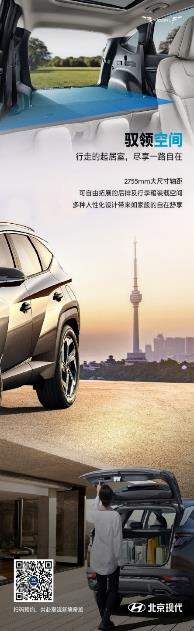 驭领空间
行走的起居室，尽享一路自在
2755mm大尺寸轴距
可自由拓展的后排及行李箱装载空间
多种人性化设计带来如家般的自在舒享
北京现代